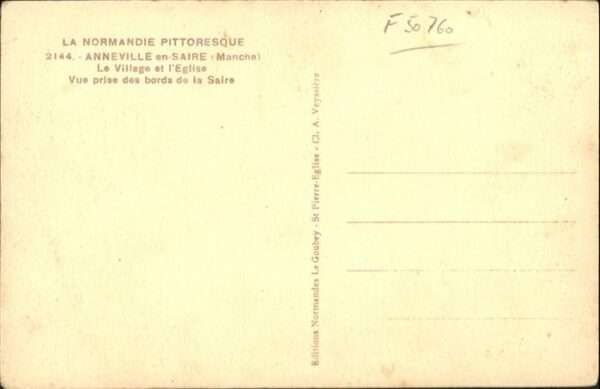 LA NORMANDIE PITTORESQUE
2144. - ANNEVILLE en-SAIRE (Manche)
Le Village et l'Eglise
Vue prise des bords de la Saire
F 50760
Editions Normandes Le Goubey - St Pierre-Eglise - Cl. A. Veyssière